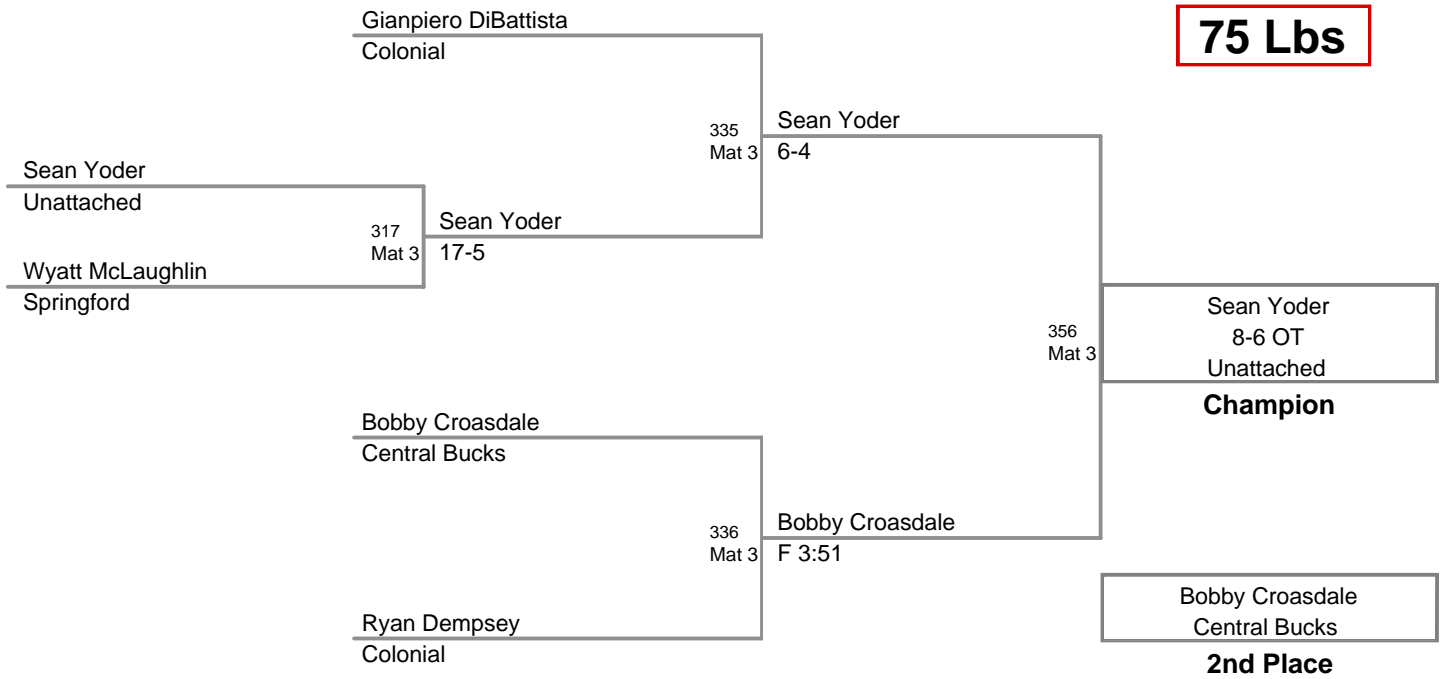 75 Lbs
Gianpiero DiBattista
Colonial
335
Mat 3
Sean Yoder
6-4
Sean Yoder
Unattached
317
Mat 3
Sean Yoder
17-5
Wyatt McLaughlin
Springford
356
Mat 3
Sean Yoder
8-6 OT
Unattached
Champion
Bobby Croasdale
Central Bucks
336
Mat 3
Bobby Croasdale
F 3:51
Ryan Dempsey
Colonial
Bobby Croasdale
Central Bucks
2nd Place